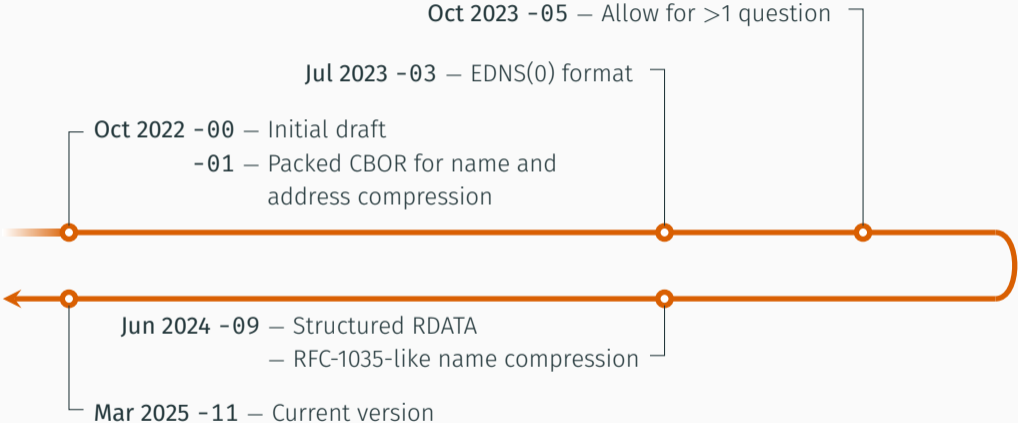 Oct 2023 -05 — Allow for >1 question
Jul 2023 -03 — EDNS(0) format
Oct 2022 -00 — Initial draft
-01 — Packed CBOR for name and
address compression
Jun 2024 -09 — Structured RDATA
— RFC-1035-like name compression
Mar 2025 -11 — Current version